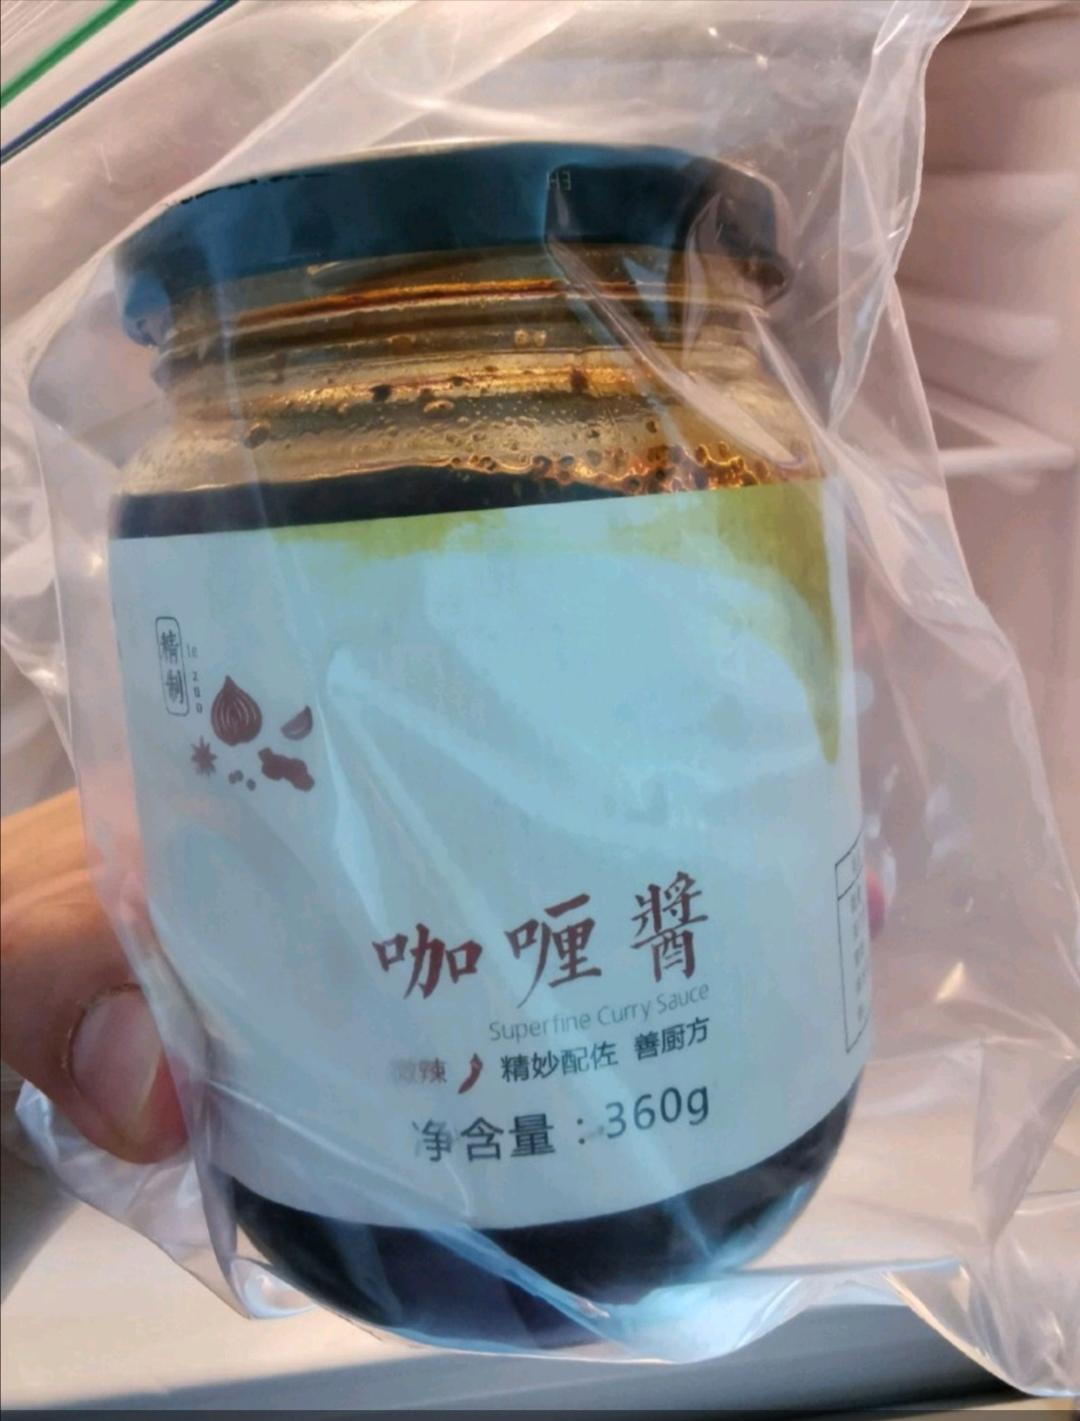 精制
咖喱醬
Superfine Curry Sauce
微辣 精妙配佐 善厨方
净含量：360g